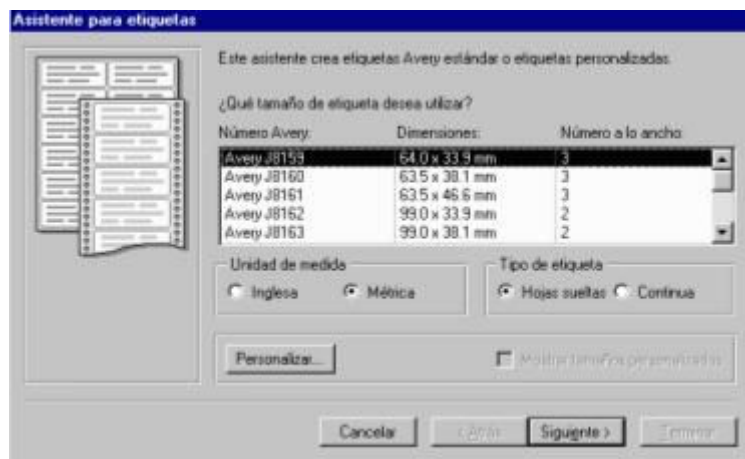 Asistente para etiquetas
Este asistente crea etiquetas Avery estándar o etiquetas personalizadas.
¿Qué tamaño de etiqueta desea utilizar?
Número Avery: Dimensiones: Número a lo ancho:
Avery J8159 64.0 x 33.9 mm 3
Avery J8160 63.5 x 38.1 mm 3
Avery J8161 63.5 x 46.6 mm 3
Avery J8162 99.0 x 33.9 mm 2
Avery J8163 99.0 x 38.1 mm 2
Unidad de medida Tipo de etiqueta
Inglesa Métrica Hojas sueltas Continua
Personalizar... Mostrar tamaños personalizados
Cancelar < Atrás Siguiente > Terminar